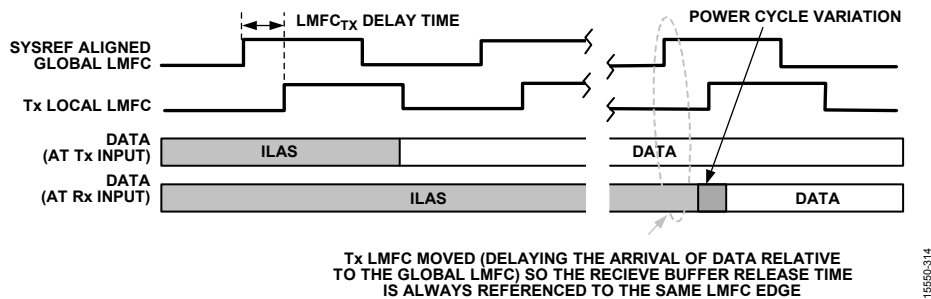 LMFCTX DELAY TIME
POWER CYCLE VARIATION
SYSREF ALIGNED
GLOBAL LMFC
Tx LOCAL LMFC
DATA
(AT Tx INPUT)
ILAS
DATA
DATA
(AT Rx INPUT)
ILAS
DATA
Tx LMFC MOVED (DELAYING THE ARRIVAL OF DATA RELATIVE
TO THE GLOBAL LMFC) SO THE RECIEVE BUFFER RELEASE TIME
IS ALWAYS REFERENCED TO THE SAME LMFC EDGE
15550-314